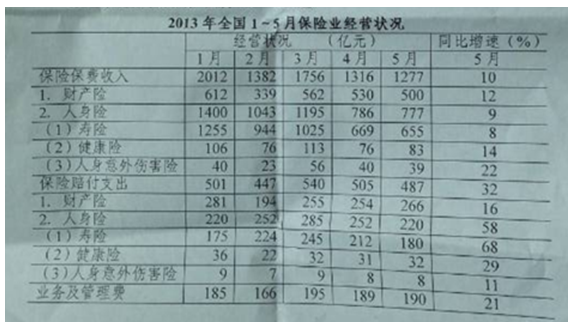 2013年全国1~5月保险业经营状况
经营状况 (亿元) 同比增速(%)
1月 2月 3月 4月 5月 5月
保险保费收入 2012 1382 1756 1316 1277 10
1. 财产险 612 339 562 530 500 12
2. 人身险 1400 1043 1195 786 777 9
(1)寿险 1255 944 1025 669 655 8
(2)健康险 106 76 113 76 83 14
(3)人身意外伤害险 40 23 56 40 39 22
保险赔付支出 501 447 540 505 487 32
1. 财产险 281 194 255 254 266 16
2. 人身险 220 252 285 252 220 58
(1)寿险 175 224 245 212 180 68
(2)健康险 36 22 32 31 32 29
(3)人身意外伤害险 9 7 9 8 8 11
业务及管理费 185 166 195 189 190 21